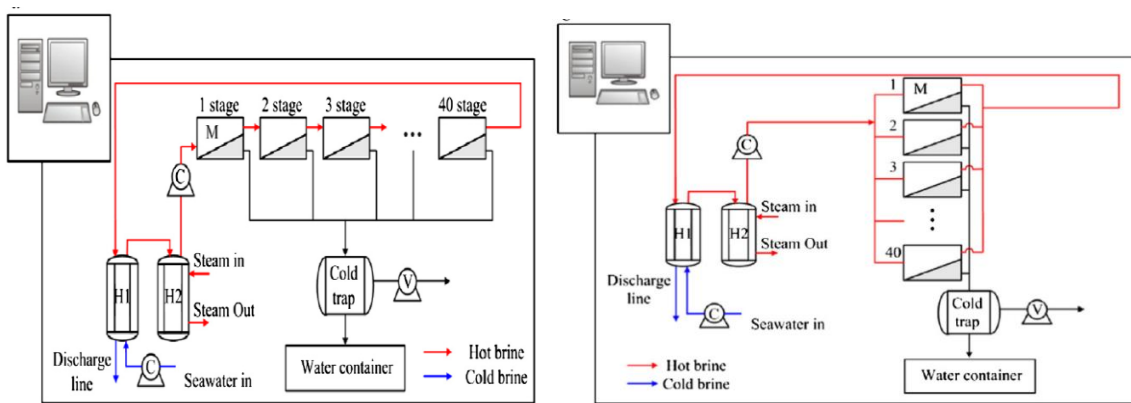 1 stage 2 stage 3 stage 40 stage
M
...
C
H1
H2
Steam in
Steam Out
Discharge
line
C
Seawater in
Cold
trap
V
Water container
Hot brine
Cold brine
1
M
2
3
40
C
H1
H2
Steam in
Steam Out
Discharge
line
C
Seawater in
Cold
trap
V
Water container
Hot brine
Cold brine